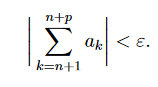 $$\left| \sum_{k=n+1}^{n+p} a_k \right| < \varepsilon.$$